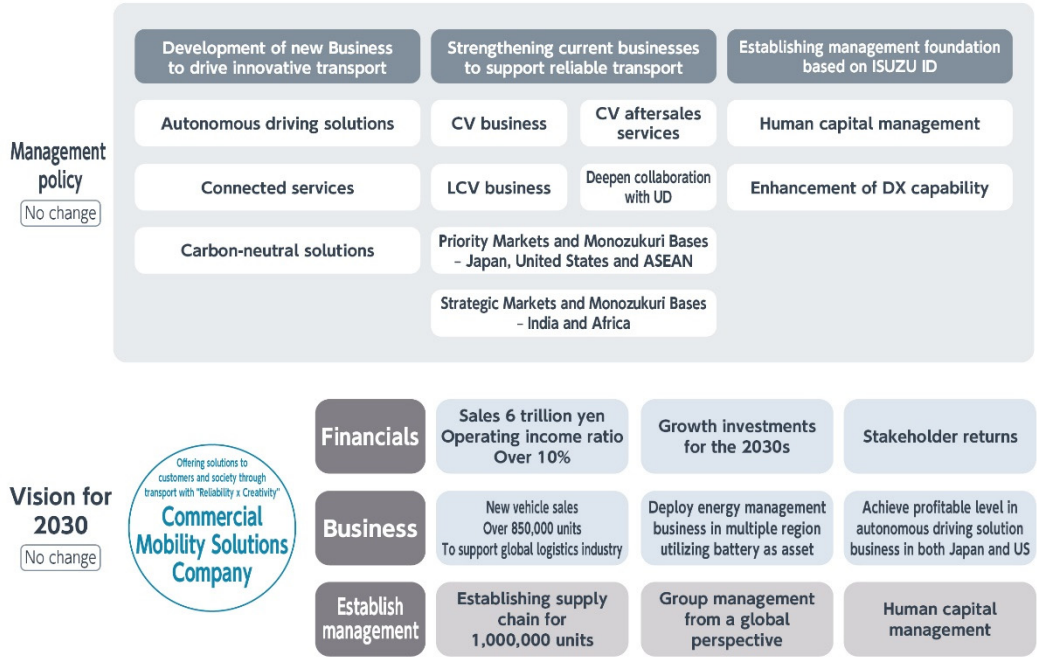 Management
policy
No change
Development of new Business
to drive innovative transport
Autonomous driving solutions
Connected services
Carbon-neutral solutions
Strengthening current businesses
to support reliable transport
CV business
CV aftersales
services
LCV business
Deepen collaboration
with UD
Priority Markets and Monozukuri Bases
– Japan, United States and ASEAN
Strategic Markets and Monozukuri Bases
– India and Africa
Establishing management foundation
based on ISUZU ID
Human capital management
Enhancement of DX capability
Vision for
2030
No change
Offering solutions to
customers and society through
transport with "Reliability x Creativity"
Commercial
Mobility Solutions
Company
Financials
Sales 6 trillion yen
Operating income ratio
Over 10%
Growth investments
for the 2030s
Stakeholder returns
Business
New vehicle sales
Over 850,000 units
To support global logistics industry
Deploy energy management
business in multiple region
utilizing battery as asset
Achieve profitable level in
autonomous driving solution
business in both Japan and US
Establish
management
Establishing supply
chain for
1,000,000 units
Group management
from a global
perspective
Human capital
management